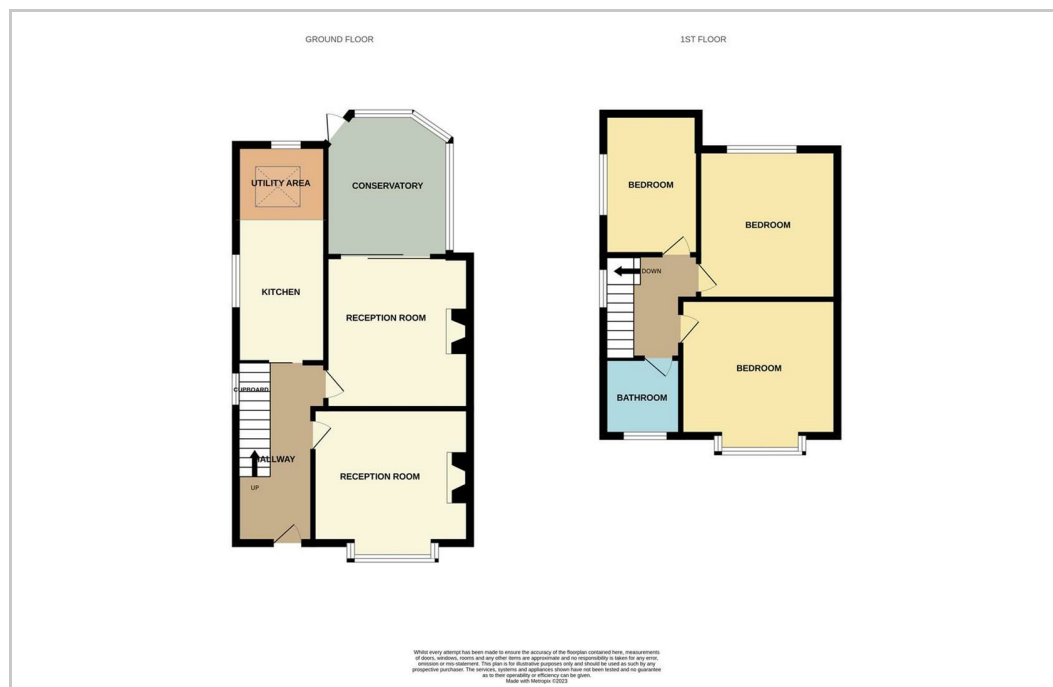 GROUND FLOOR
1ST FLOOR
UTILITY AREA
CONSERVATORY
KITCHEN
RECEPTION ROOM
CUPBOARD
HALLWAY
UP
RECEPTION ROOM
BEDROOM
BEDROOM
DOWN
BEDROOM
BATHROOM
Whilst every attempt has been made to ensure the accuracy of the floorplan contained here, measurements
of doors, windows, rooms and any other items are approximate and no responsibility is taken for any error,
omission or mis-statement. This plan is for illustrative purposes only and should be used as such by any
prospective purchaser. The services, systems and appliances shown have not been tested and no guarantee
as to their operability or efficiency can be given.
Made with Metropix ©2023